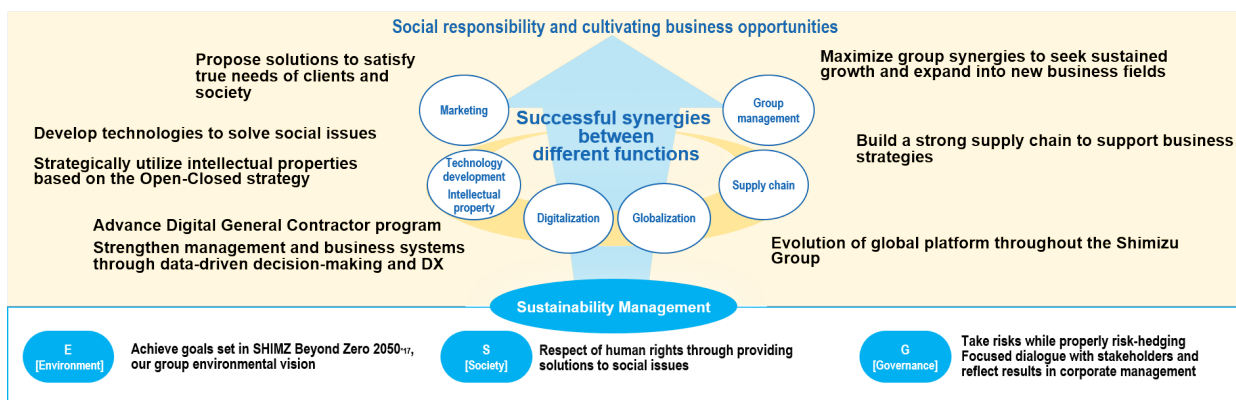 Social responsibility and cultivating business opportunities
Propose solutions to satisfy
true needs of clients and
society
Maximize group synergies to seek sustained
growth and expand into new business fields
Marketing
Group
management
Successful synergies
between
different functions
Develop technologies to solve social issues
Strategically utilize intellectual properties
based on the Open-Closed strategy
Build a strong supply chain to support business
strategies
Technology
development
Intellectual
property
Supply chain
Digitalization
Globalization
Advance Digital General Contractor program
Strengthen management and business systems
through data-driven decision-making and DX
Evolution of global platform throughout the Shimizu
Group
Sustainability Management
E
[Environment]
Achieve goals set in SHIMZ Beyond Zero 2050*17,
our group environmental vision
S
[Society]
Respect of human rights through providing
solutions to social issues
G
[Governance]
Take risks while properly risk-hedging
Focused dialogue with stakeholders and
reflect results in corporate management